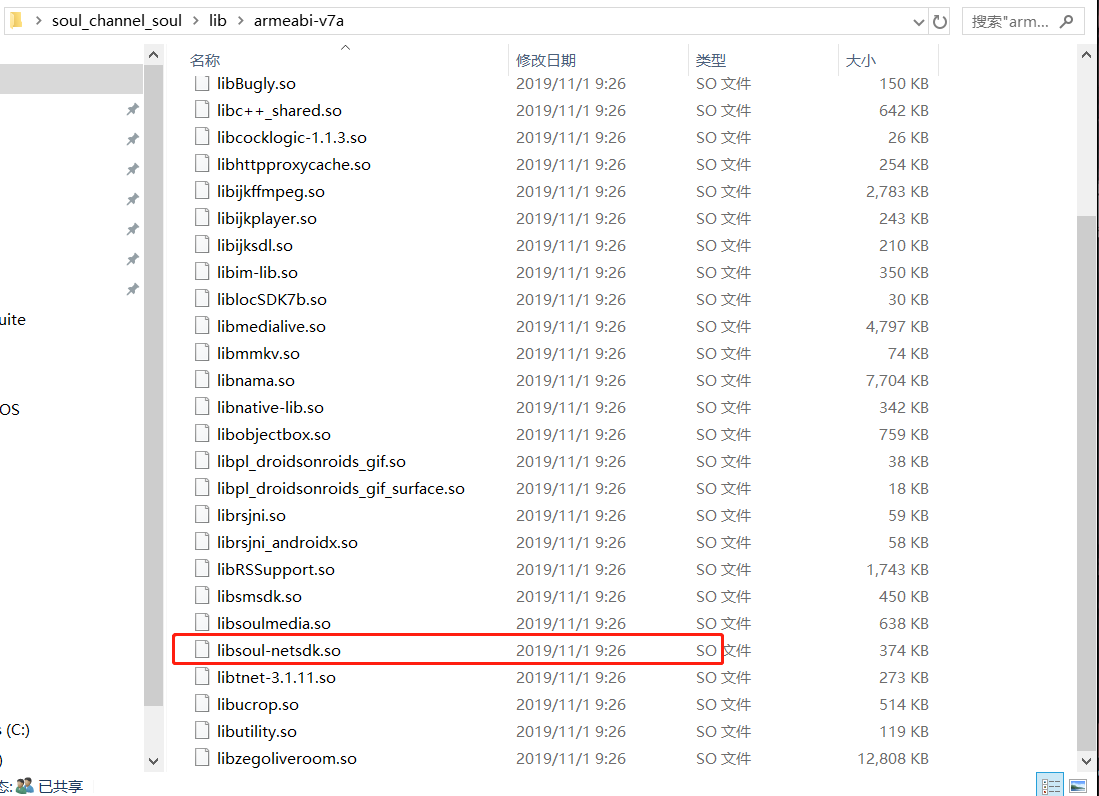 soul_channel_soul > lib > armeabi-v7a 搜索"arm...
名称 修改日期 类型 大小
libBugly.so 2019/11/1 9:26 SO 文件 150 KB
libc++_shared.so 2019/11/1 9:26 SO 文件 642 KB
libcocklogic-1.1.3.so 2019/11/1 9:26 SO 文件 26 KB
libhttpproxycache.so 2019/11/1 9:26 SO 文件 254 KB
libijkffmpeg.so 2019/11/1 9:26 SO 文件 2,783 KB
libijkplayer.so 2019/11/1 9:26 SO 文件 243 KB
libijksdl.so 2019/11/1 9:26 SO 文件 210 KB
libim-lib.so 2019/11/1 9:26 SO 文件 350 KB
liblocSDK7b.so 2019/11/1 9:26 SO 文件 30 KB
uite
libmedialive.so 2019/11/1 9:26 SO 文件 4,797 KB
libmmkv.so 2019/11/1 9:26 SO 文件 74 KB
libnama.so 2019/11/1 9:26 SO 文件 7,704 KB
OS
libnative-lib.so 2019/11/1 9:26 SO 文件 342 KB
libobjectbox.so 2019/11/1 9:26 SO 文件 759 KB
libpl_droidsonroids_gif.so 2019/11/1 9:26 SO 文件 38 KB
libpl_droidsonroids_gif_surface.so 2019/11/1 9:26 SO 文件 18 KB
librsjni.so 2019/11/1 9:26 SO 文件 59 KB
librsjni_androidx.so 2019/11/1 9:26 SO 文件 58 KB
libRSSupport.so 2019/11/1 9:26 SO 文件 1,743 KB
libsmsdk.so 2019/11/1 9:26 SO 文件 450 KB
libsoulmedia.so 2019/11/1 9:26 SO 文件 638 KB
libsoul-netsdk.so 2019/11/1 9:26 SO 文件 374 KB
libtnet-3.1.11.so 2019/11/1 9:26 SO 文件 273 KB
libucrop.so 2019/11/1 9:26 SO 文件 514 KB
(C:)
libutility.so 2019/11/1 9:26 SO 文件 119 KB
libzegoliveroom.so 2019/11/1 9:26 SO 文件 12,808 KB
)
态: 已共享